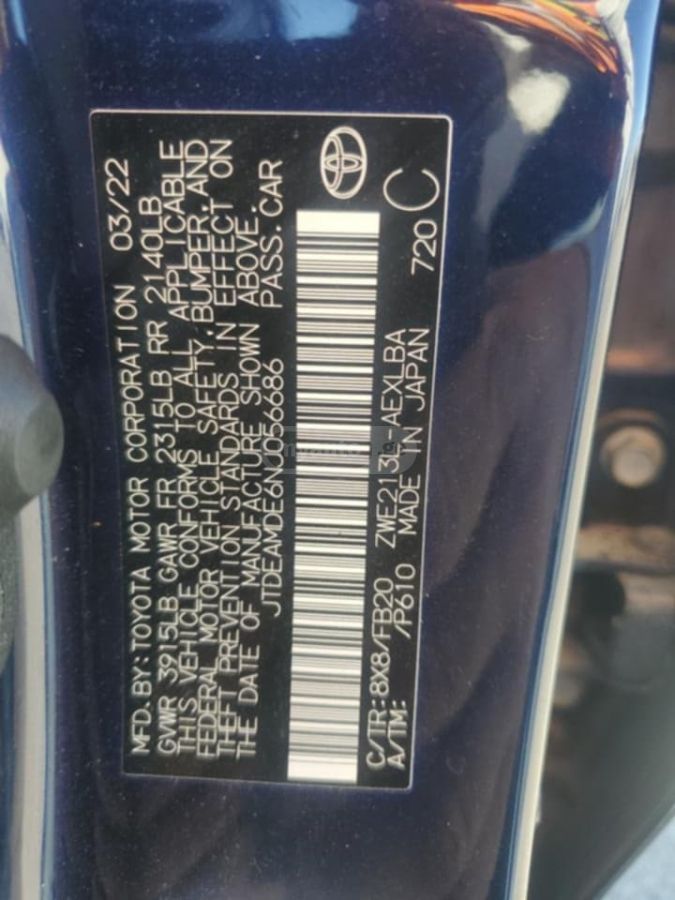 MFD. BY: TOYOTA MOTOR CORPORATION 03/22
GVWR 3915LB GAWR FR 2315LB RR 2140LB
THIS VEHICLE CONFORMS TO ALL APPLICABLE
FEDERAL MOTOR VEHICLE SAFETY, BUMPER, AND
THEFT PREVENTION STANDARDS IN EFFECT ON
THE DATE OF MANUFACTURE SHOWN ABOVE.
JTDEAMDE6N3056686 PASS. CAR
C/TR: 8X8/FB20 ZWE213L-AEXLBA 720 C
A/TM: /P610 MADE IN JAPAN